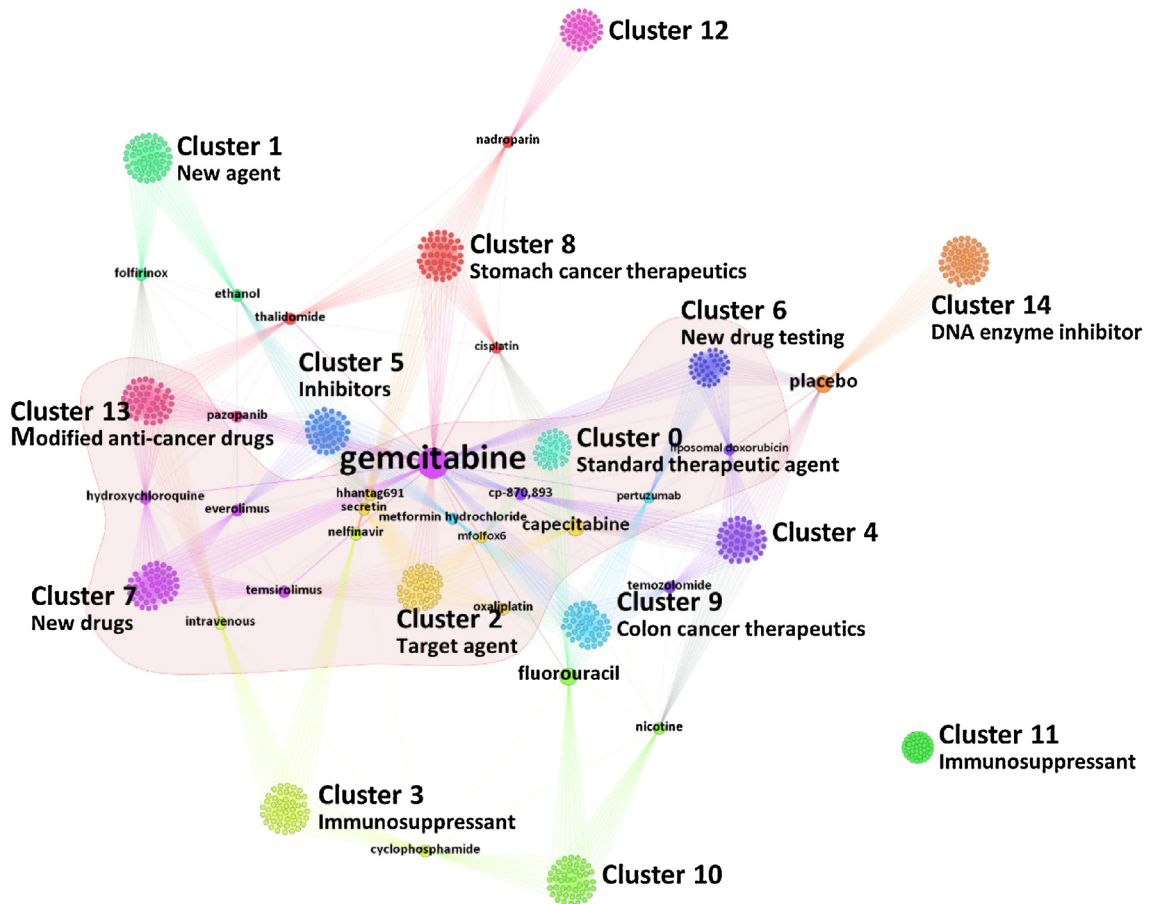 Cluster 12
nadroparin
Cluster 1
New agent
Cluster 8
Stomach cancer therapeutics
folfirinox
ethanol
thalidomide
cisplatin
Cluster 14
DNA enzyme inhibitor
Cluster 6
New drug testing
placebo
Cluster 5
Inhibitors
Cluster 13
Modified anti-cancer drugs
pazopanib
gemcitabine
Cluster 0
liposomal doxorubicin
Standard therapeutic agent
hydroxychloroquine
everolimus
hhantag691
secretin
nelfinavir
metformin hydrochloride
cp-870,893
pertuzumab
mfolfox6
capecitabine
Cluster 4
Cluster 7
New drugs
temsirolimus
intravenous
Cluster 2
Target agent
oxaliplatin
temozolomide
Cluster 9
Colon cancer therapeutics
fluorouracil
nicotine
Cluster 11
Immunosuppressant
Cluster 3
Immunosuppressant
cyclophosphamide
Cluster 10